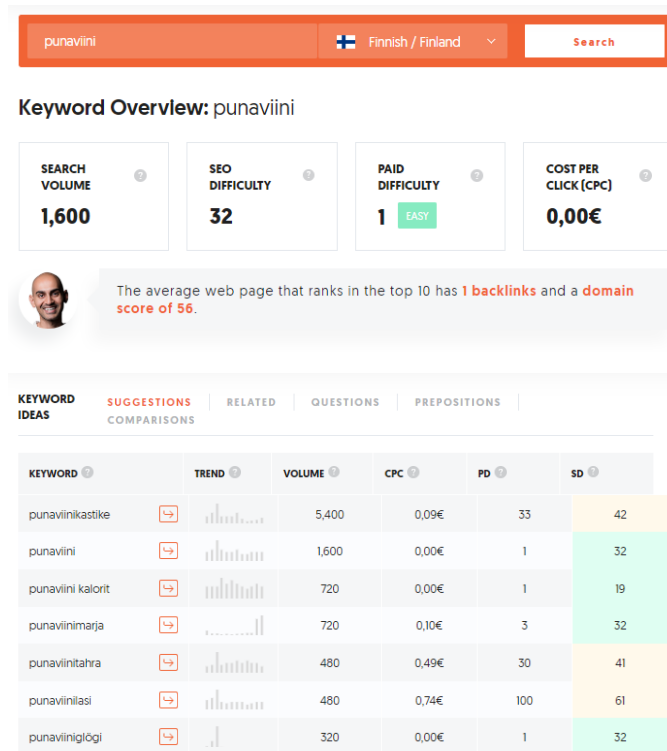 punaviini Finnish / Finland Search
Keyword Overview: punaviini
SEARCH VOLUME ?
1,600
SEO DIFFICULTY ?
32
PAID DIFFICULTY ?
1 EASY
COST PER CLICK (CPC) ?
0,00€
The average web page that ranks in the top 10 has 1 backlinks and a domain
score of 56.
KEYWORD IDEAS
SUGGESTIONS RELATED QUESTIONS PREPOSITIONS
COMPARISONS
KEYWORD ? TREND ? VOLUME ? CPC ? PD ? SD ?
punaviinikastike 5,400 0,09€ 33 42
punaviini 1,600 0,00€ 1 32
punaviini kalorit 720 0,00€ 1 19
punaviinimarja 720 0,10€ 3 32
punaviinitahra 480 0,49€ 30 41
punaviinilasi 480 0,74€ 100 61
punaviiniglögi 320 0,00€ 1 32